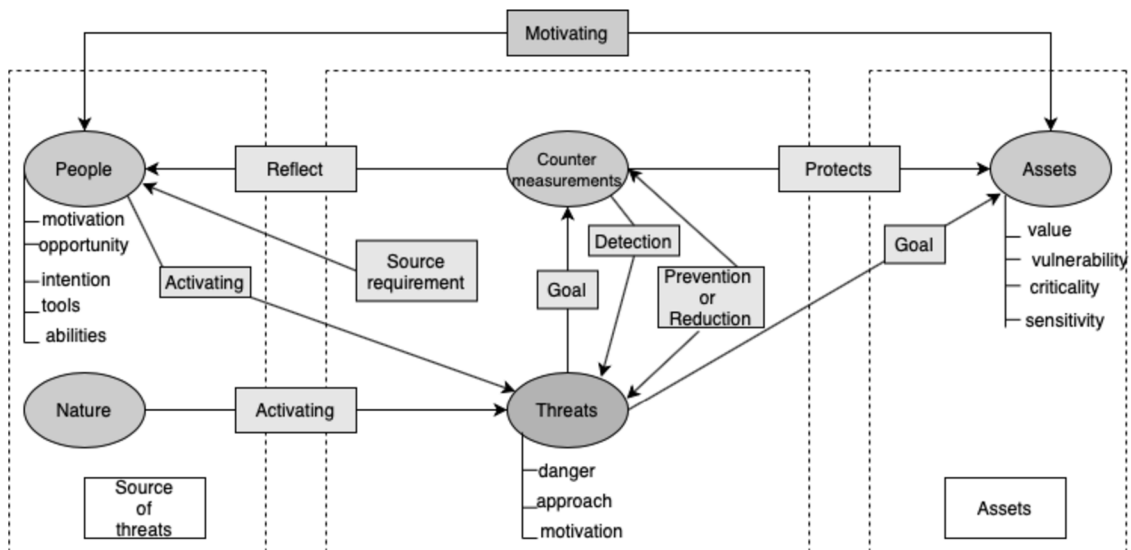 Motivating
People
Reflect
Counter
measurements
Protects
Assets
motivation
opportunity
intention
tools
abilities
Activating
Source
requirement
Goal
Detection
Prevention
or
Reduction
Goal
value
vulnerability
criticality
sensitivity
Nature
Activating
Threats
danger
approach
motivation
Source
of
threats
Assets